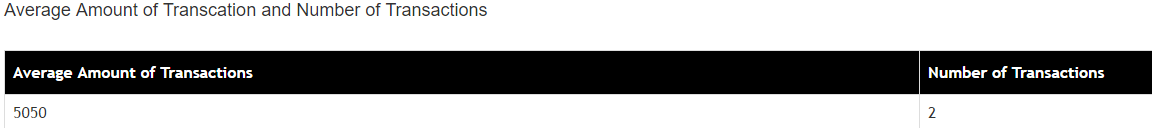 Average Amount of Transcation and Number of Transactions
Average Amount of Transactions Number of Transactions
5050 2